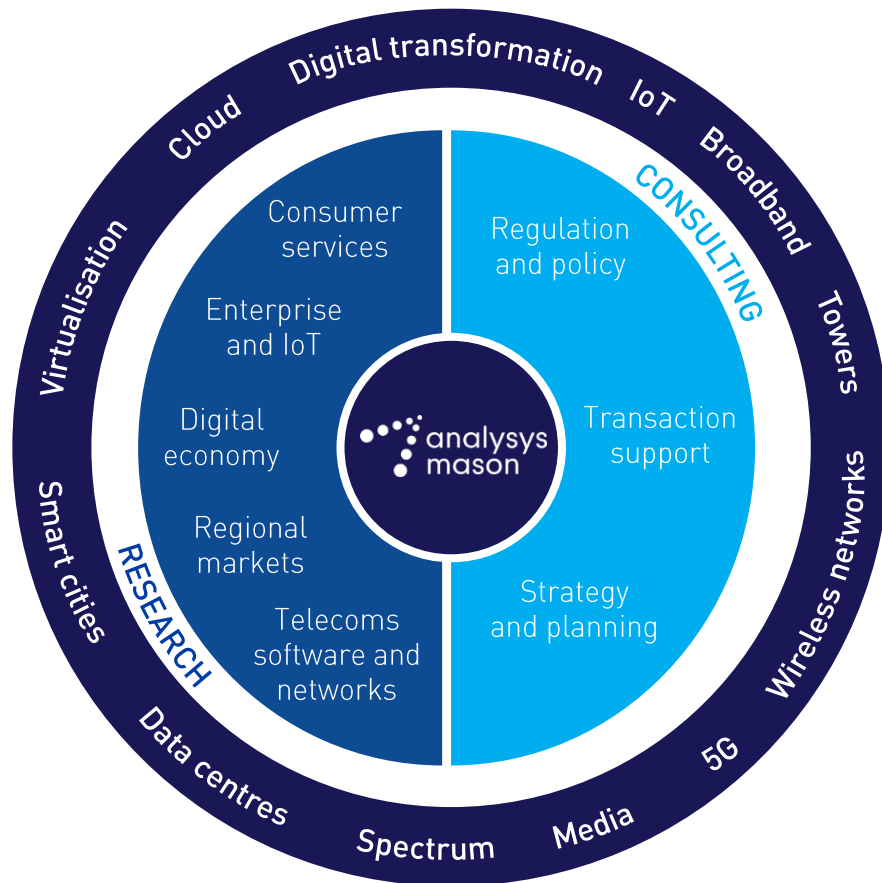 Digital transformation
IoT
Broadband
Towers
Wireless networks
5G
Media
Spectrum
Data centres
Smart cities
Virtualisation
Cloud
CONSULTING
RESEARCH
Consumer
services
Enterprise
and IoT
Digital
economy
Regional
markets
Telecoms
software and
networks
Regulation
and policy
Transaction
support
Strategy
and planning
analysys
mason